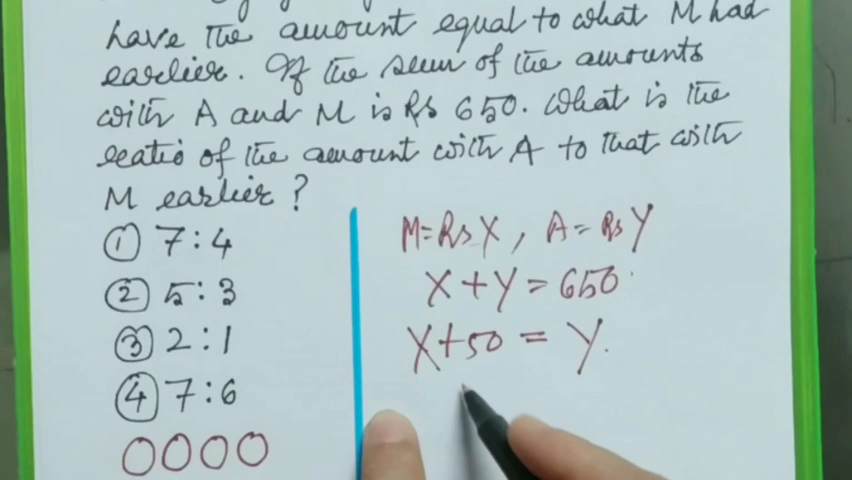 have the amount equal to what M had
earlier. If the sum of the amounts
with A and M is Rs 650. What is the
ratio of the amount with A to that with
M earlier?
① 7:4
② 5:3
③ 2:1
④ 7:6
M=Rs X, A=Rs Y
X+Y=650
X+50=Y.